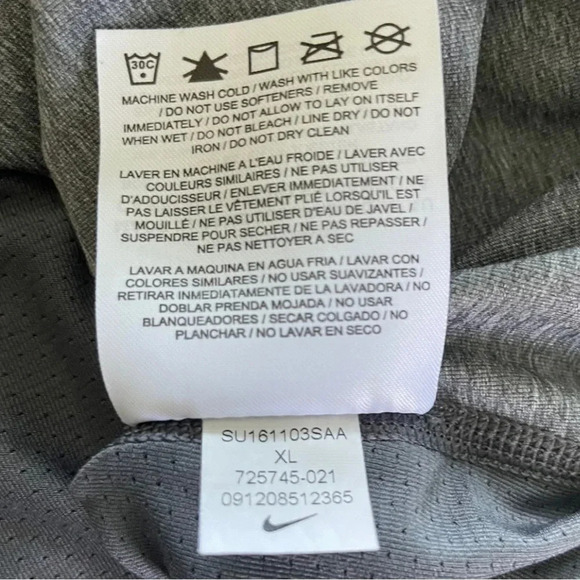 30C
MACHINE WASH COLD / WASH WITH LIKE COLORS
/ DO NOT USE SOFTENERS / REMOVE
IMMEDIATELY / DO NOT ALLOW TO LAY ON ITSELF
WHEN WET / DO NOT BLEACH / LINE DRY / DO NOT
IRON / DO NOT DRY CLEAN
LAVER EN MACHINE A L'EAU FROIDE / LAVER AVEC
COULEURS SIMILAIRES / NE PAS UTILISER
D'ADOUCISSEUR / ENLEVER IMMEDIATEMENT / NE
PAS LAISSER LE VÊTEMENT PLIÉ LORSQU'IL EST
MOUILLÉ / NE PAS UTILISER D'EAU DE JAVEL /
SUSPENDRE POUR SECHER / NE PAS REPASSER /
NE PAS NETTOYER A SEC
LAVAR A MAQUINA EN AGUA FRIA / LAVAR CON
COLORES SIMILARES / NO USAR SUAVIZANTES /
RETIRAR INMEDIATAMENTE DE LA LAVADORA / NO
DOBLAR PRENDA MOJADA / NO USAR
BLANQUEADORES / SECAR COLGADO / NO
PLANCHAR / NO LAVAR EN SECO
SU161103SAA
XL
725745-021
091208512365